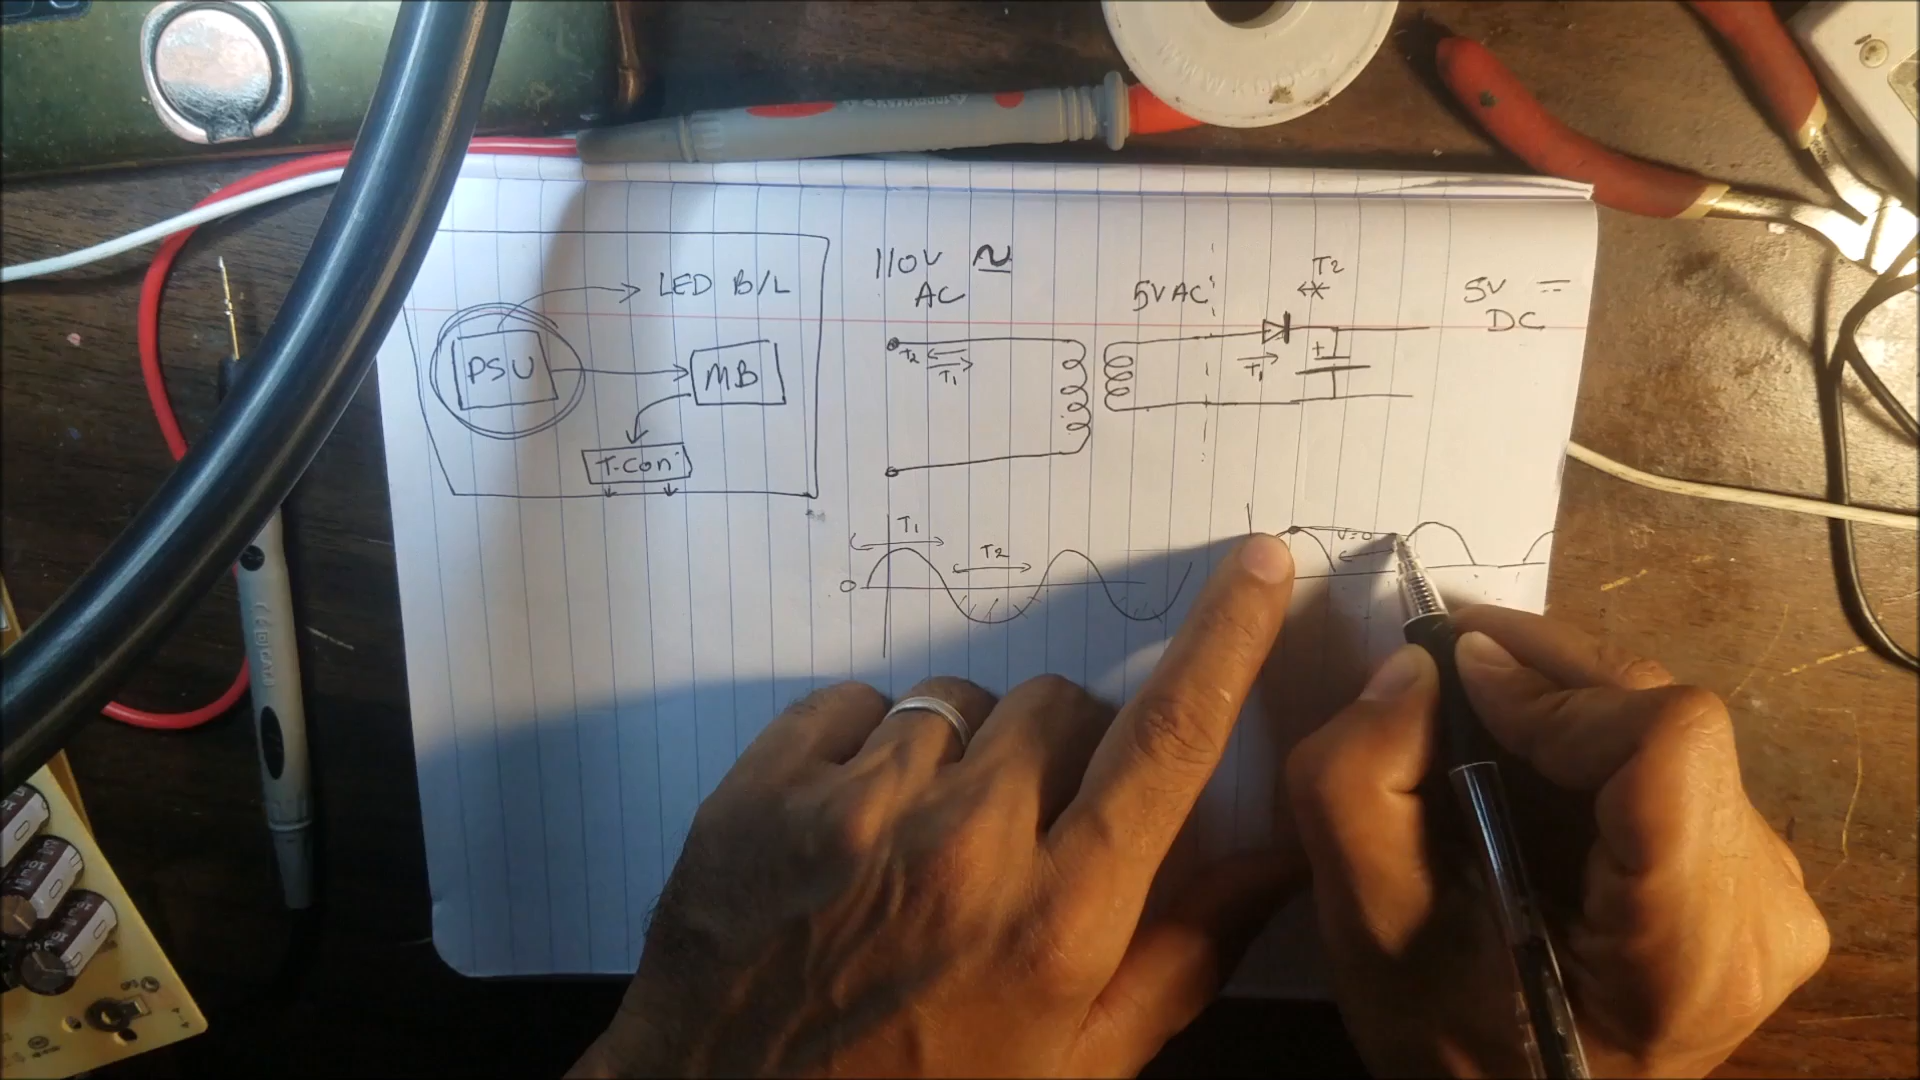 LED B/L
PSU
MB
T-Con
110V ~
AC
5VAC
T2
5V =
DC
T2
T1
T1
+
T1
T2
0
V=0